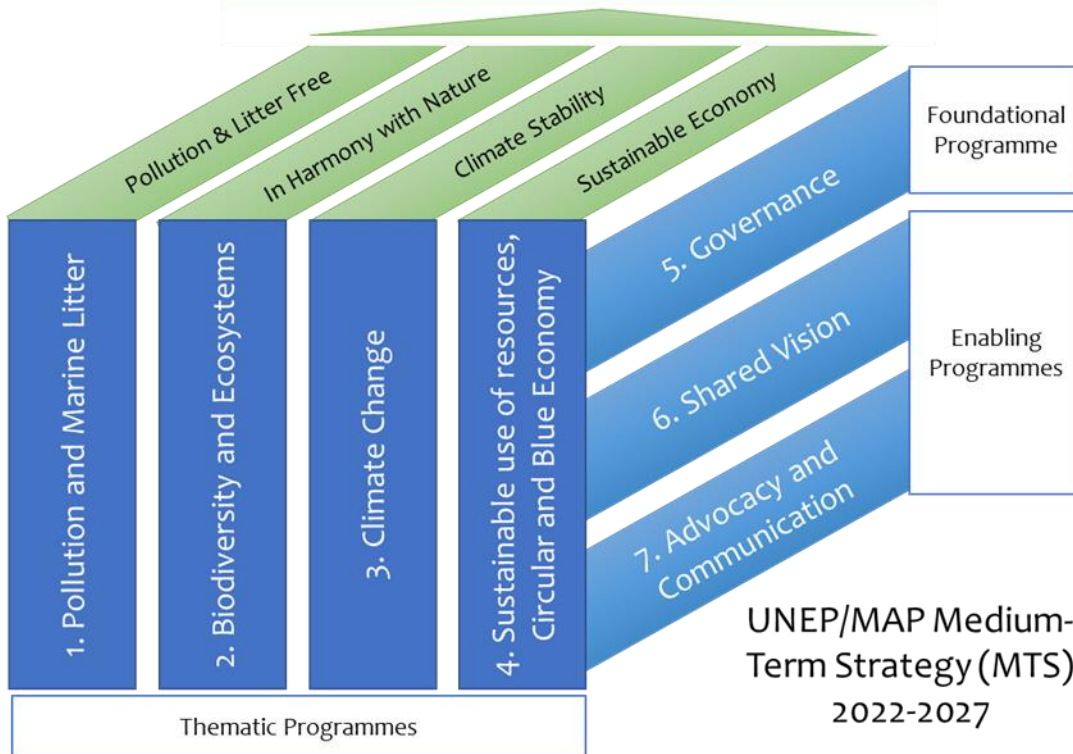 Pollution & Litter Free
In Harmony with Nature
Climate Stability
Sustainable Economy
1. Pollution and Marine Litter
2. Biodiversity and Ecosystems
3. Climate Change
4. Sustainable use of resources,
Circular and Blue Economy
5. Governance
6. Shared Vision
7. Advocacy and
Communication
Foundational
Programme
Enabling
Programmes
Thematic Programmes
UNEP/MAP Medium-
Term Strategy (MTS)
2022-2027